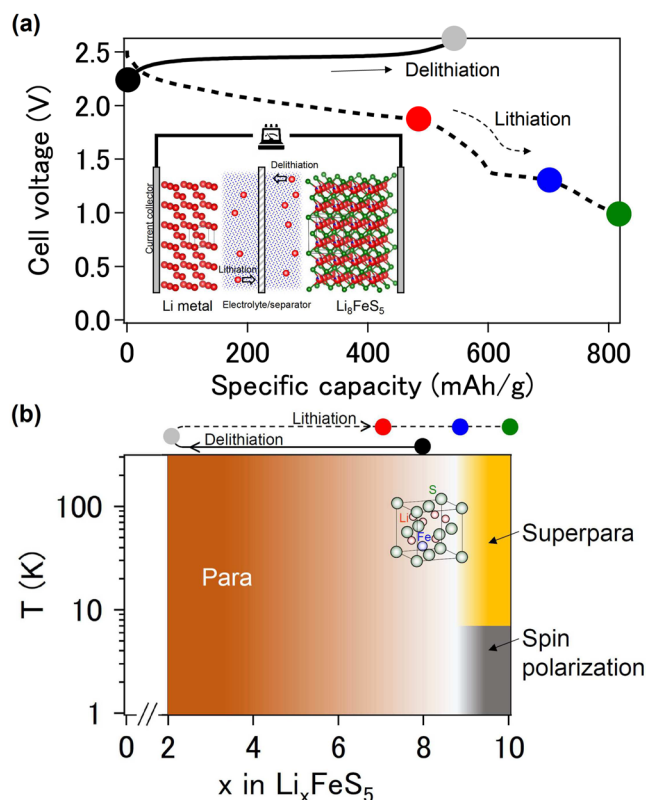 (a)
2.5
2.0
1.5
1.0
0.5
0.0
Cell voltage (V)
Delithiation
Lithiation
Delithiation
Lithiation
Current collector
Li metal
Electrolyte/separator
Li₈FeS₅
0
200
400
600
800
Specific capacity (mAh/g)
(b)
Lithiation
Delithiation
100
10
1
T (K)
Para
S
Li
Fe
Superpara
Spin
polarization
0
2
4
6
8
10
x in LiₓFeS₅